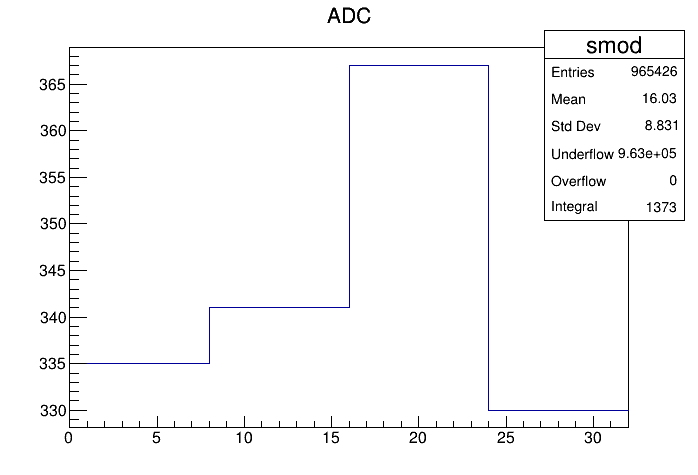 ADC
smod
Entries 965426
Mean 16.03
Std Dev 8.831
Underflow 9.63e+05
Overflow 0
Integral 1373
365
360
355
350
345
340
335
330
0 5 10 15 20 25 30